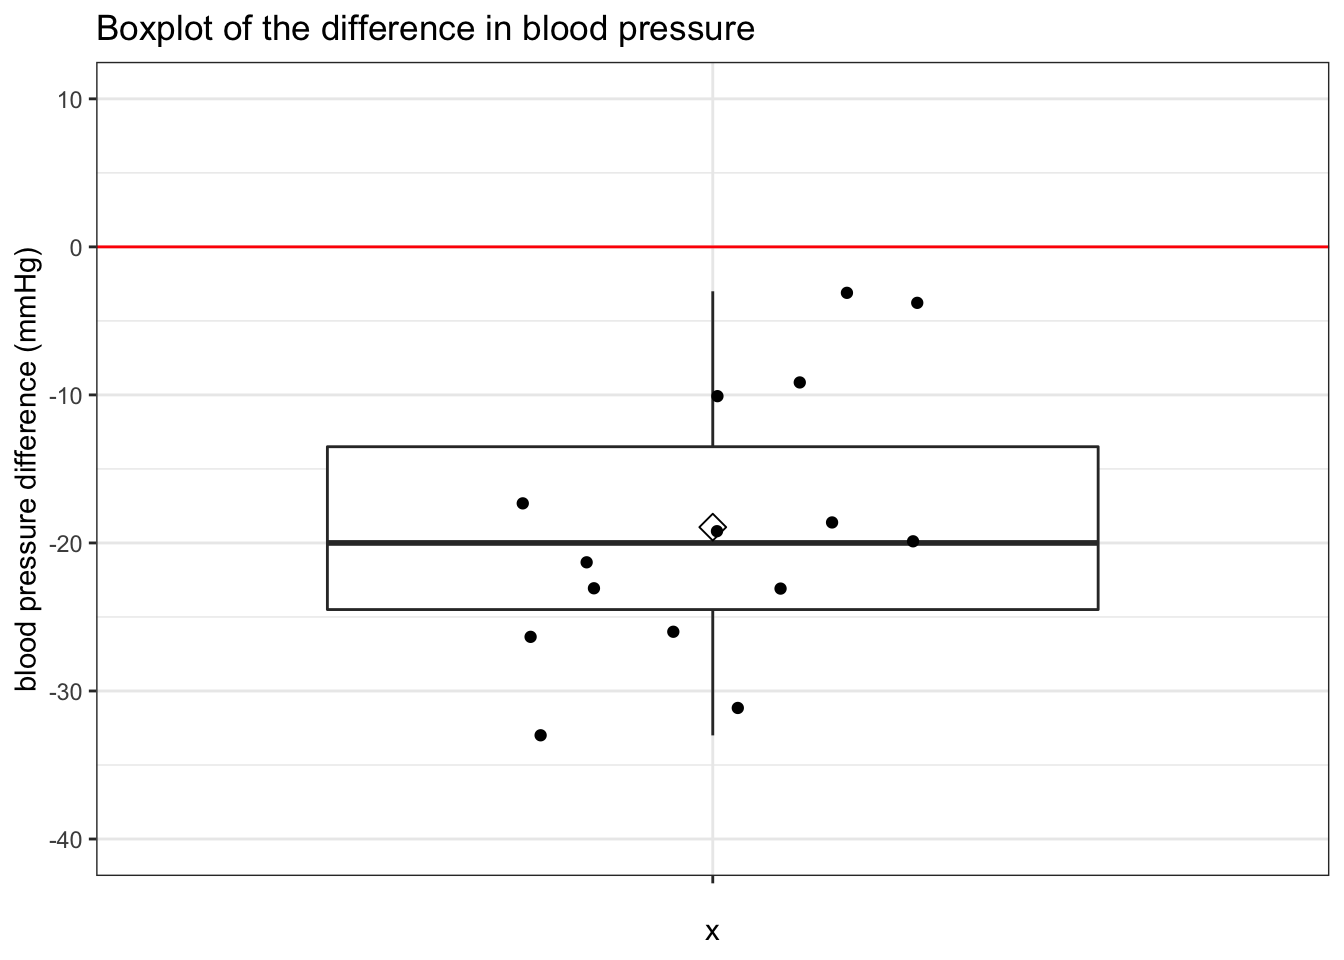 Boxplot of the difference in blood pressure
10
0
-10
-20
-30
-40
blood pressure difference (mmHg)
x